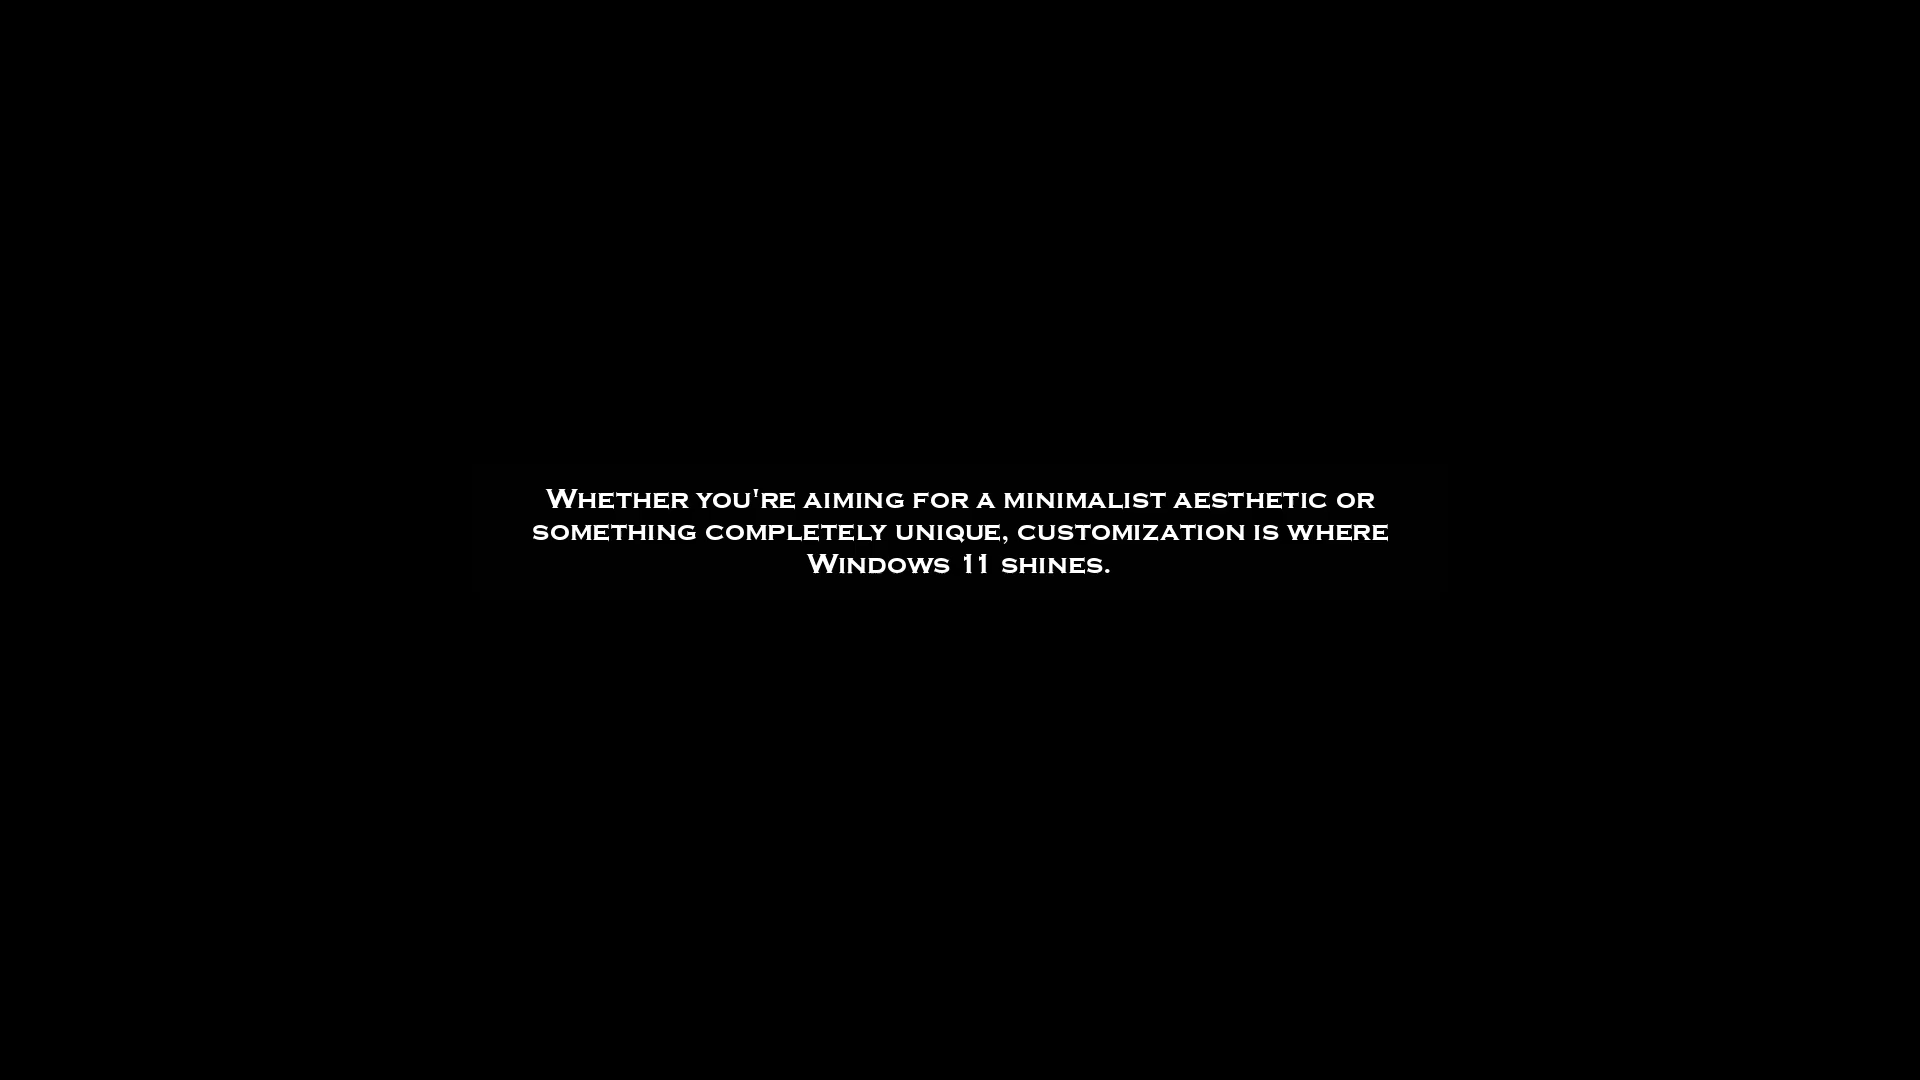 Whether you're aiming for a minimalist aesthetic or
something completely unique, customization is where
Windows 11 shines.